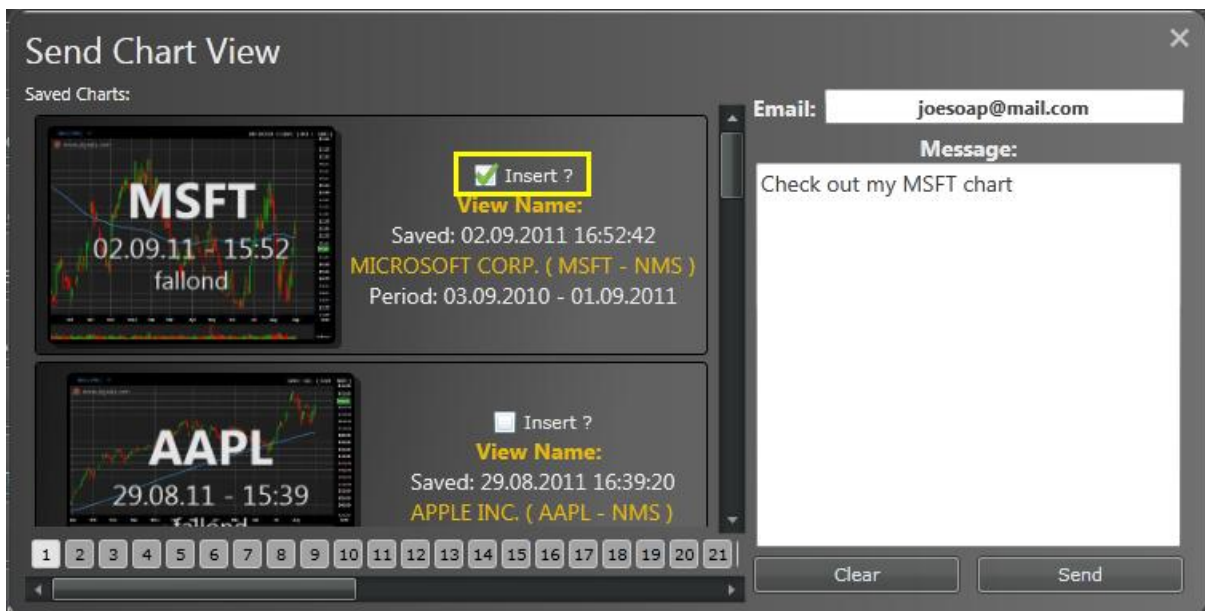 Send Chart View
Saved Charts:
MSFT
02.09.11 - 15:52
fallond
Insert ?
View Name:
Saved: 02.09.2011 16:52:42
MICROSOFT CORP. ( MSFT - NMS )
Period: 03.09.2010 - 01.09.2011
AAPL
29.08.11 - 15:39
fallond
Insert ?
View Name:
Saved: 29.08.2011 16:39:20
APPLE INC. ( AAPL - NMS )
1 2 3 4 5 6 7 8 9 10 11 12 13 14 15 16 17 18 19 20 21
Email: joesoap@mail.com
Message:
Check out my MSFT chart
Clear Send